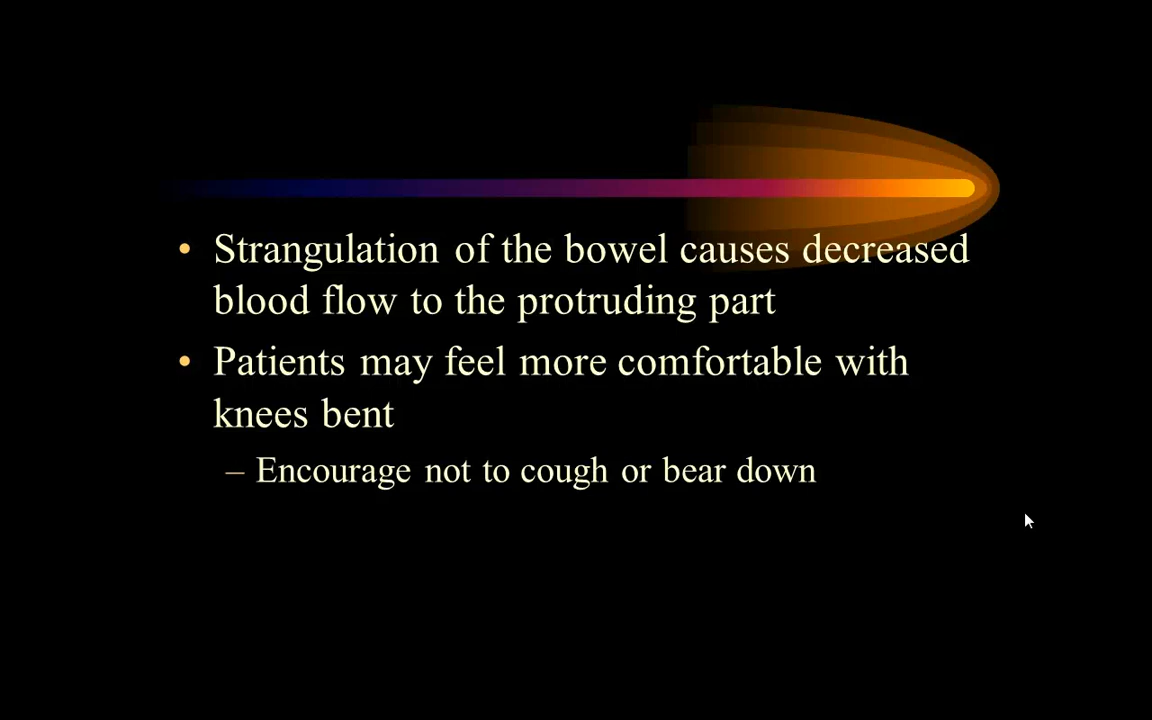 • Strangulation of the bowel causes decreased
blood flow to the protruding part
• Patients may feel more comfortable with
knees bent
– Encourage not to cough or bear down